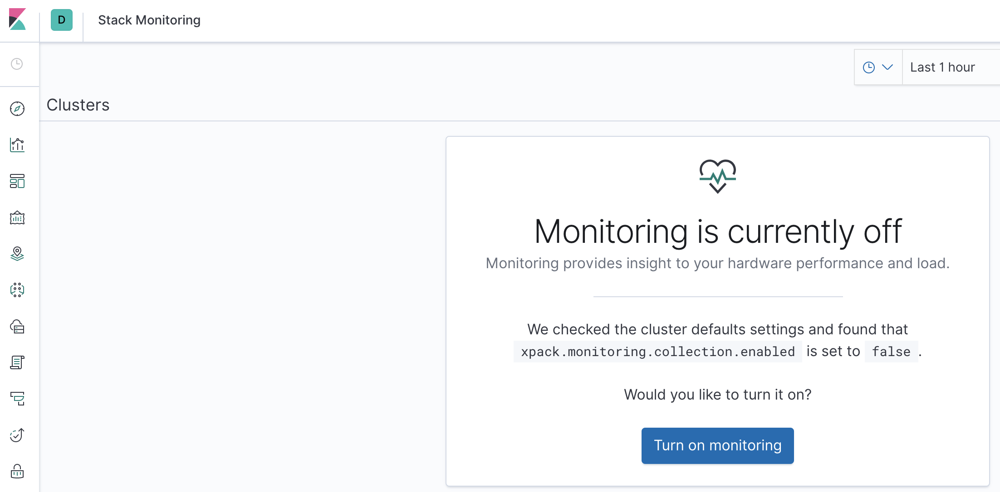 D
Stack Monitoring
Last 1 hour
Clusters
Monitoring is currently off
Monitoring provides insight to your hardware performance and load.
We checked the cluster defaults settings and found that
xpack.monitoring.collection.enabled is set to false .
Would you like to turn it on?
Turn on monitoring